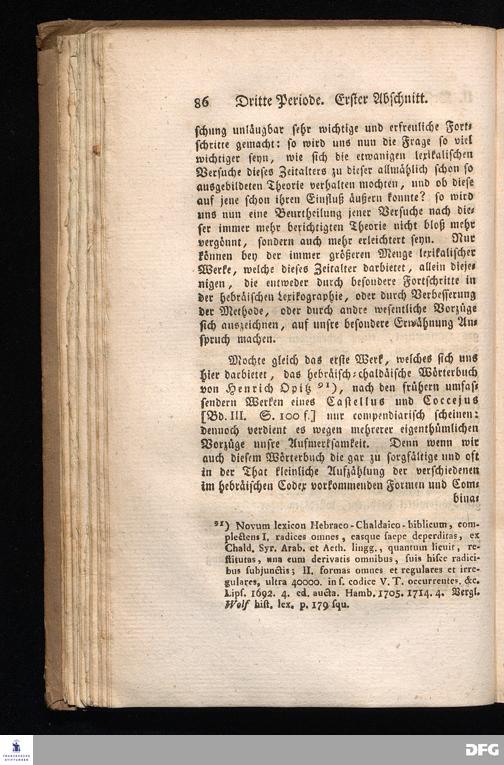 86 Dritte Periode. Erster Abschnitt.
schung unläugbar sehr wichtige und erfreuliche Fort-
schritte gemacht: so wird uns nun die Frage so viel
wichtiger seyn, wie sich die etwanigen lexikalischen
Versuche dieses Zeitalters zu dieser allmählich schon so
ausgebildeten Theorie verhalten mochten, und ob diese
auf jene schon ihren Einfluß äußern konnte? so wird
uns nun eine Beurtheilung jener Versuche nach die-
ser immer mehr berichtigten Theorie nicht bloß mehr
vergönnt, sondern auch mehr erleichtert seyn. Nur
können bey der immer größeren Menge lexikalischer
Werke, welche dieses Zeitalter darbietet, allein dieje-
nigen, die entweder durch besondere Fortschritte in
der hebräischen Lexikographie, oder durch Verbesserung
der Methode, oder durch andre wesentliche Vorzüge
sich auszeichnen, auf unsre besondere Erwähnung An-
spruch machen.
Mochte gleich das erste Werk, welches sich uns
hier darbietet, das hebräisch-chaldäische Wörterbuch
von Henrich Opitz 91), nach den frühern umfas-
sendern Werken eines Castellus und Coccejus
[Bd. III. S. 100 f.] nur compendiarisch scheinen:
dennoch verdient es wegen mehrerer eigenthümlichen
Vorzüge unsre Aufmerksamkeit. Denn wenn wir
auch diesem Wörterbuch die gar zu sorgfältige und oft
in der That kleinliche Aufzählung der verschiedenen
im hebräischen Codex vorkommenden Formen und Com-
bina-
91) Novum lexicon Hebraeo-Chaldaico-biblicum, com-
plectens I. radices omnes, easque saepe deperditas, ex
Chald. Syr. Arab. et Aeth. lingg., quantum licuit, re-
stitutas, una eum derivatis omnibus, suis hisce radici-
bus subjunctis; II. formas omnes et regulares et irre-
gulares, ultra 40000. in s. codice V. T. occurrentes. &c.
Lips. 1692. 4. ed. aucta. Hamb. 1705. 1714. 4. Vergl.
Wolf hist. lex. p. 179 squ.
FRANCKESCHE
STIFTUNGEN
DFG